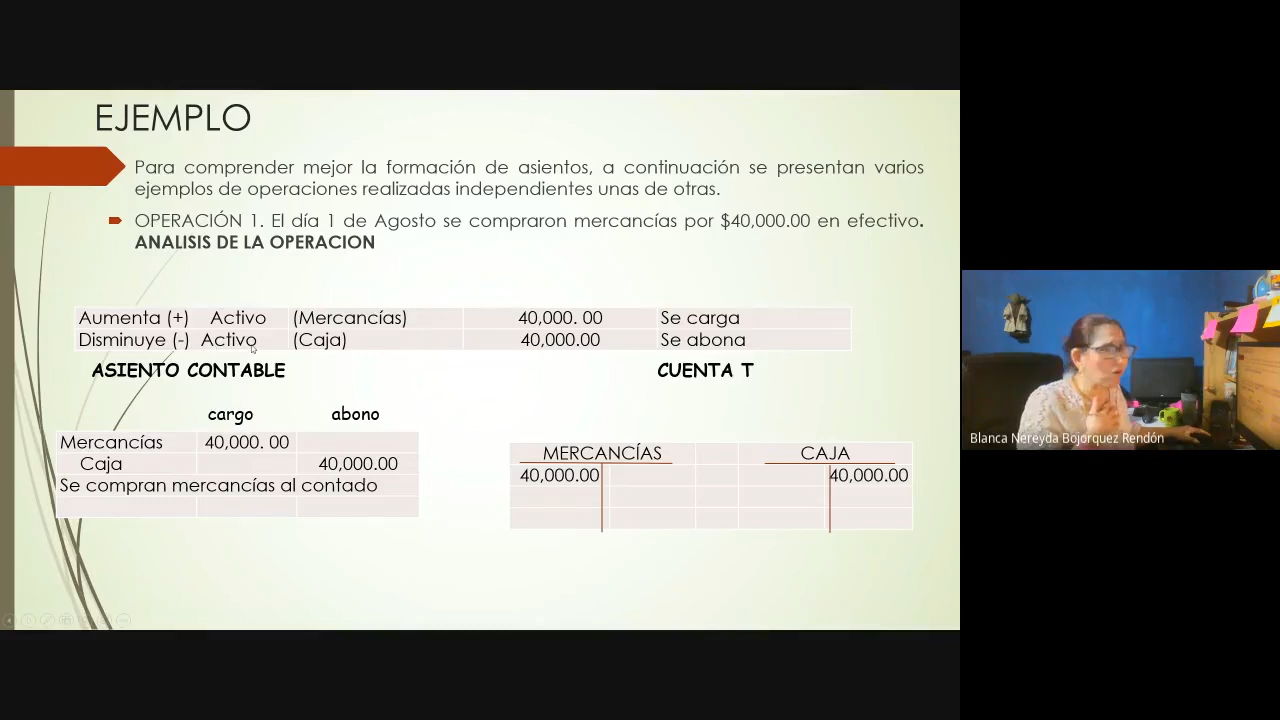 EJEMPLO
Para comprender mejor la formación de asientos, a continuación se presentan varios
ejemplos de operaciones realizadas independientes unas de otras.
OPERACIÓN 1. El día 1 de Agosto se compraron mercancías por $40,000.00 en efectivo.
ANALISIS DE LA OPERACION
Aumenta (+) Activo (Mercancías) 40,000. 00 Se carga
Disminuye (-) Activo (Caja) 40,000.00 Se abona
ASIENTO CONTABLE
CUENTA T
cargo abono
Mercancías 40,000. 00
Caja 40,000.00
Se compran mercancías al contado
MERCANCÍAS CAJA
40,000.00 40,000.00
Blanca Nereyda Bojorquez Rendón